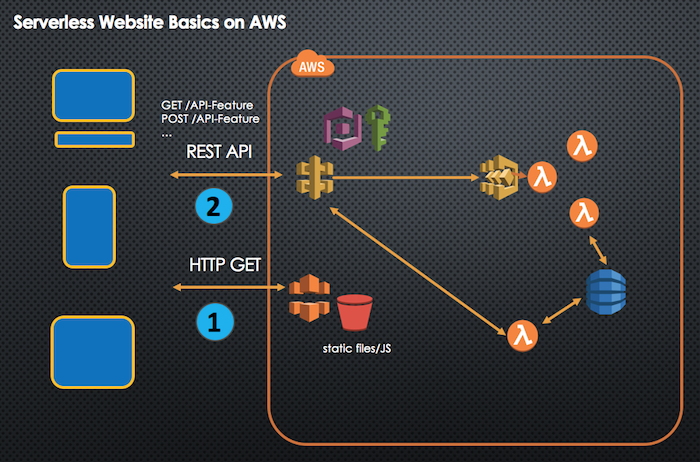 Serverless Website Basics on AWS
AWS
GET /API-Feature
POST /API-Feature
...
REST API
2
HTTP GET
1
static files/JS
λ
λ
λ
λ